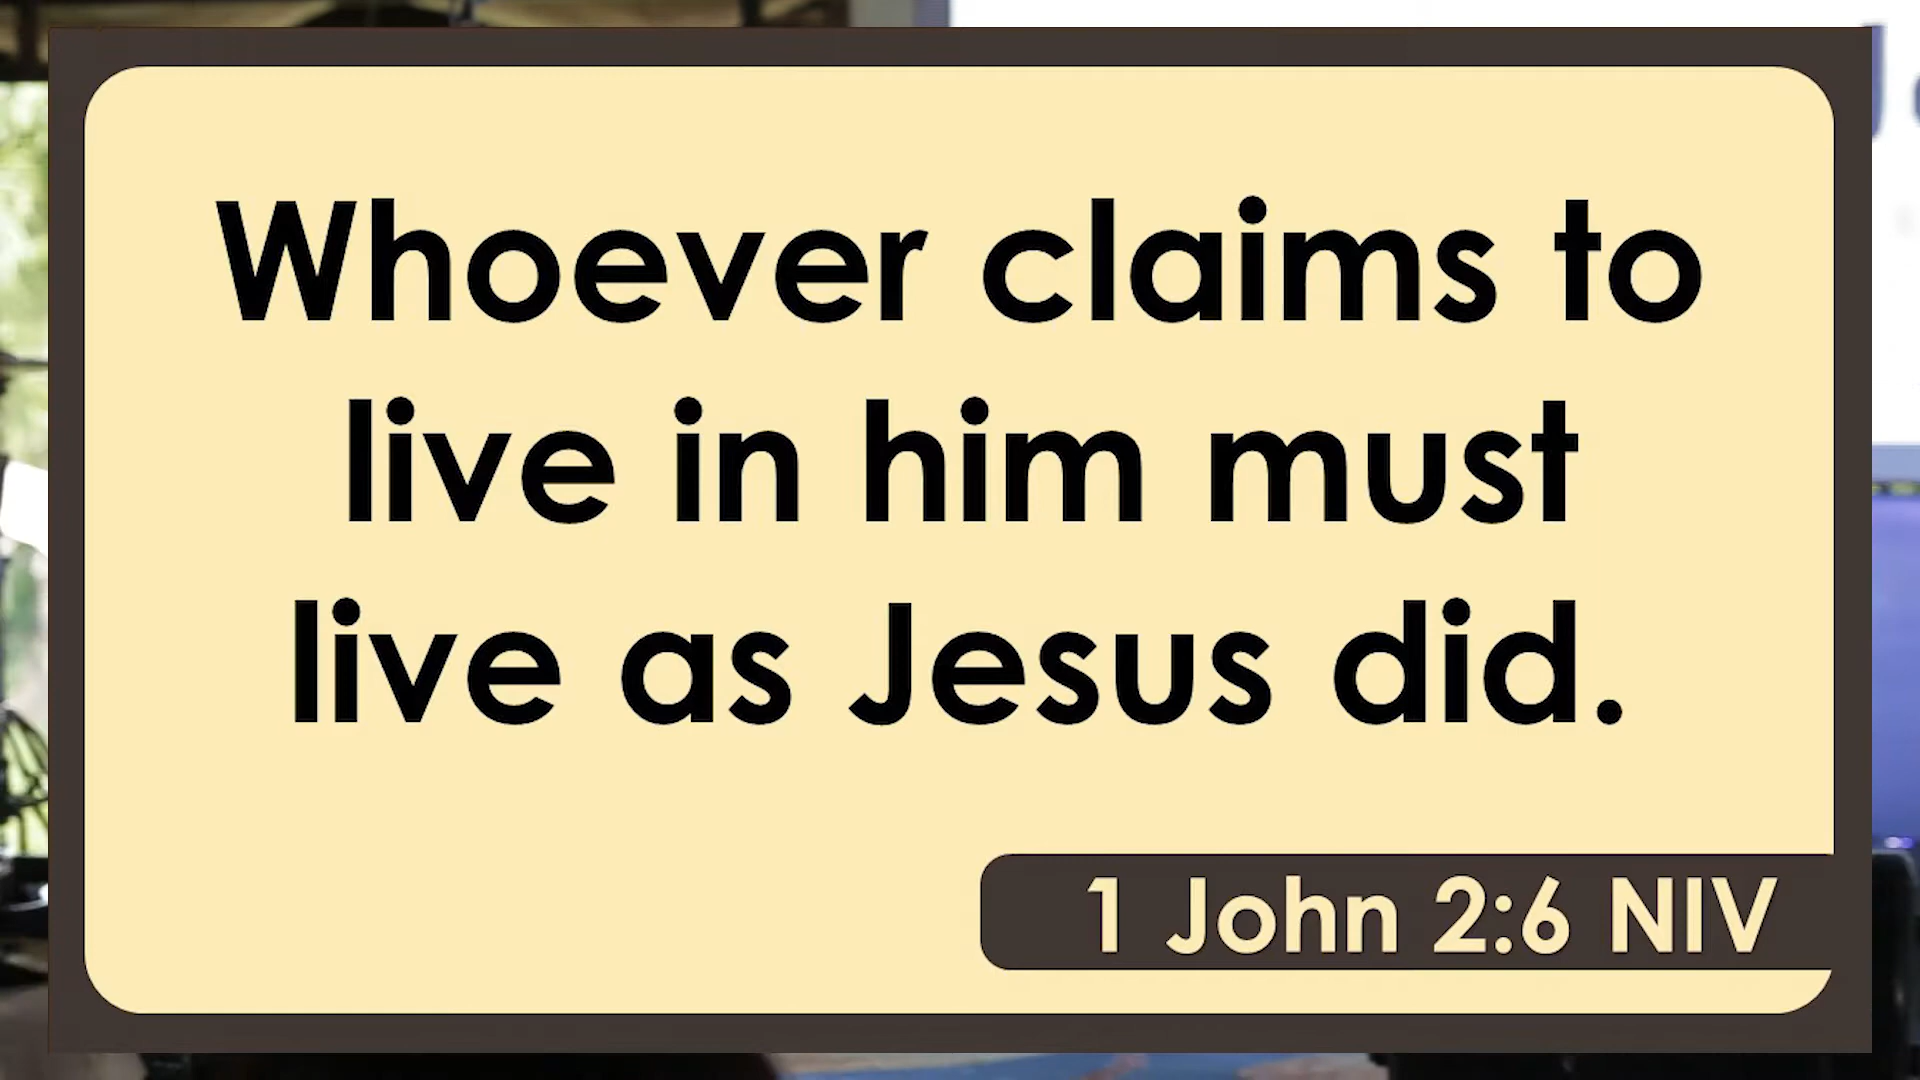 Whoever claims to
live in him must
live as Jesus did.
1 John 2:6 NIV